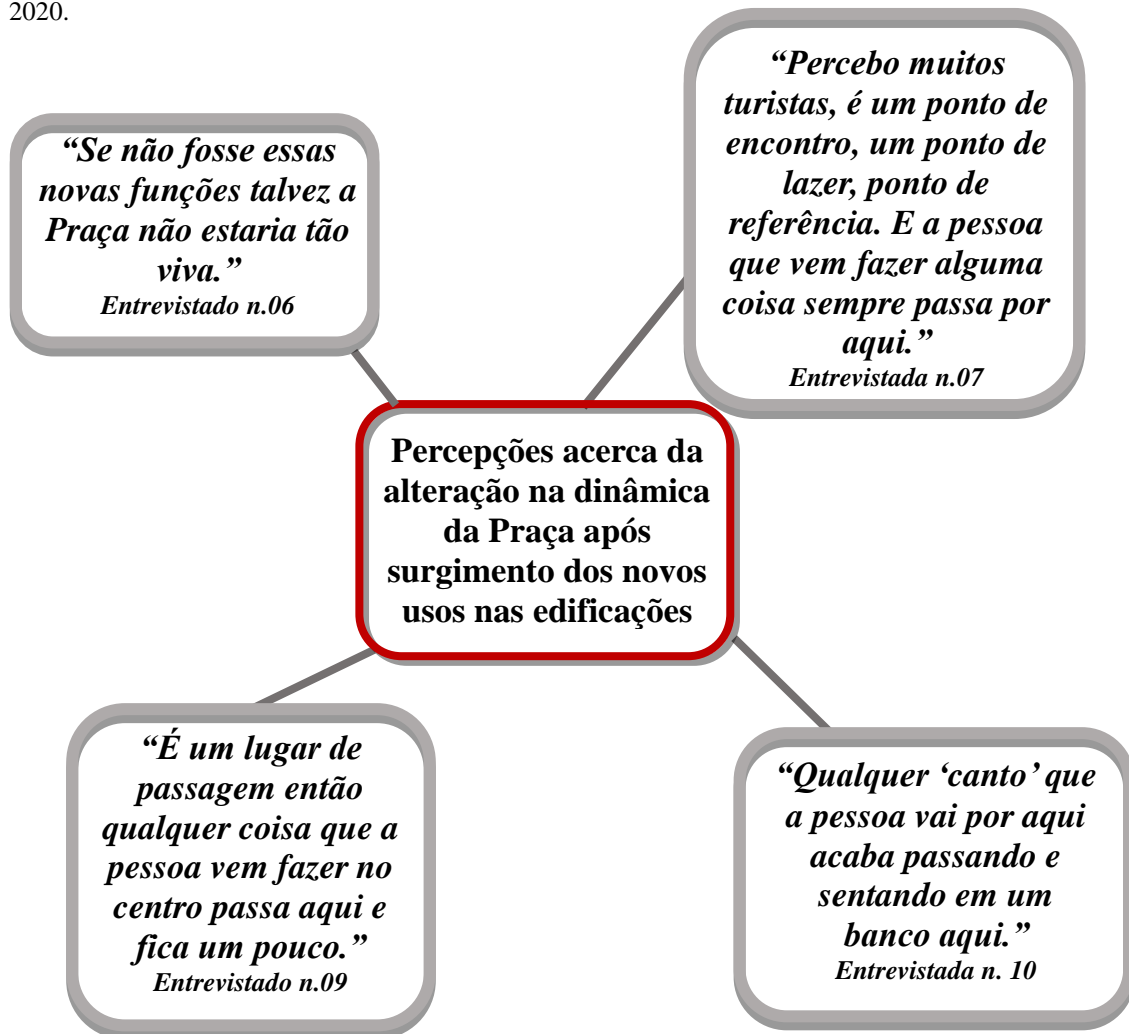 2020.
“Se não fosse essas
novas funções talvez a
Praça não estaria tão
viva.”
Entrevistado n.06
“Percebo muitos
turistas, é um ponto de
encontro, um ponto de
lazer, ponto de
referência. E a pessoa
que vem fazer alguma
coisa sempre passa por
aqui.”
Entrevistada n.07
Percepções acerca da
alteração na dinâmica
da Praça após
surgimento dos novos
usos nas edificações
“É um lugar de
passagem então
qualquer coisa que a
pessoa vem fazer no
centro passa aqui e
fica um pouco.”
Entrevistado n.09
“Qualquer ‘canto’ que
a pessoa vai por aqui
acaba passando e
sentando em um
banco aqui.”
Entrevistada n. 10